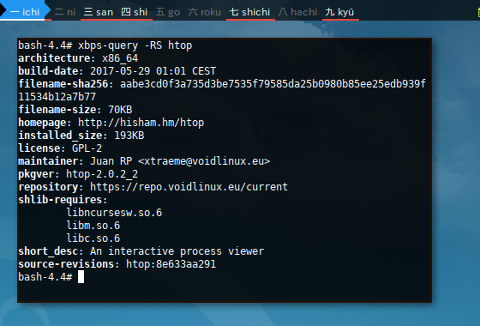 一 ichi 二 ni 三 san 四 shi 五 go 六 roku 七 shichi 八 hachi 九 kyū
bash-4.4# xbps-query -RS htop
architecture: x86_64
build-date: 2017-05-29 01:01 CEST
filename-sha256: aabe3cd0f3a735d3be7535f79585da25b0980b85ee25edb939f
11534b12a7b77
filename-size: 70KB
homepage: http://hisham.hm/htop
installed_size: 193KB
license: GPL-2
maintainer: Juan RP <xtraeme@voidlinux.eu>
pkgver: htop-2.0.2_2
repository: https://repo.voidlinux.eu/current
shlib-requires:
libncursesw.so.6
libm.so.6
libc.so.6
short_desc: An interactive process viewer
source-revisions: htop:8e633aa291
bash-4.4#